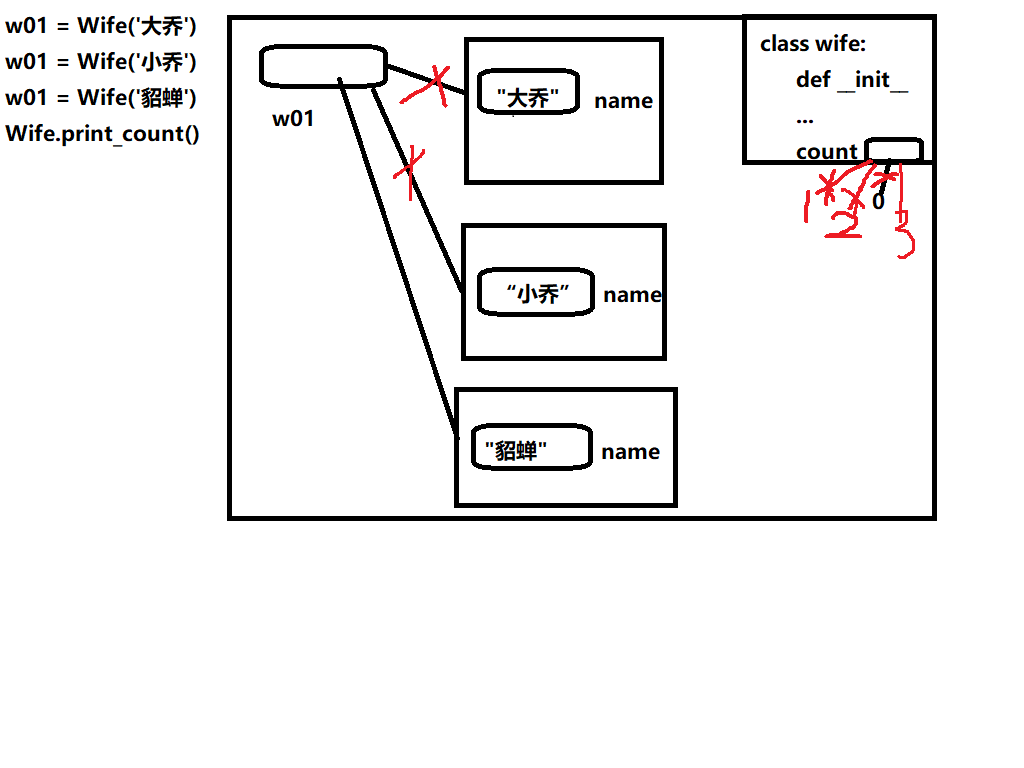 w01 = Wife('大乔')
w01 = Wife('小乔')
w01 = Wife('貂蝉')
Wife.print_count()
w01
"大乔" name
“小乔” name
"貂蝉" name
class wife:
def __init__
...
count
0
1
2
3